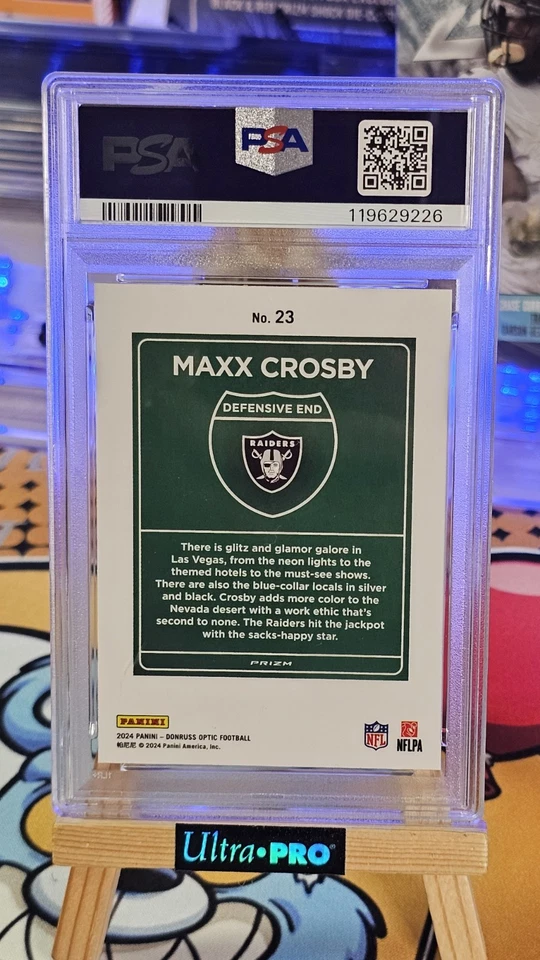 PSA
PSA
119629226
No. 23
MAXX CROSBY
DEFENSIVE END
RAIDERS
There is glitz and glamor galore in
Las Vegas, from the neon lights to the
themed hotels to the must-see shows.
There are also the blue-collar locals in silver
and black. Crosby adds more color to the
Nevada desert with a work ethic that's
second to none. The Raiders hit the jackpot
with the sacks-happy star.
PRIZM
PANINI
2024 PANINI – DONRUSS OPTIC FOOTBALL
帕尼尼 © 2024 Panini America, Inc.
NFL
NFLPA
Ultra•PRO®